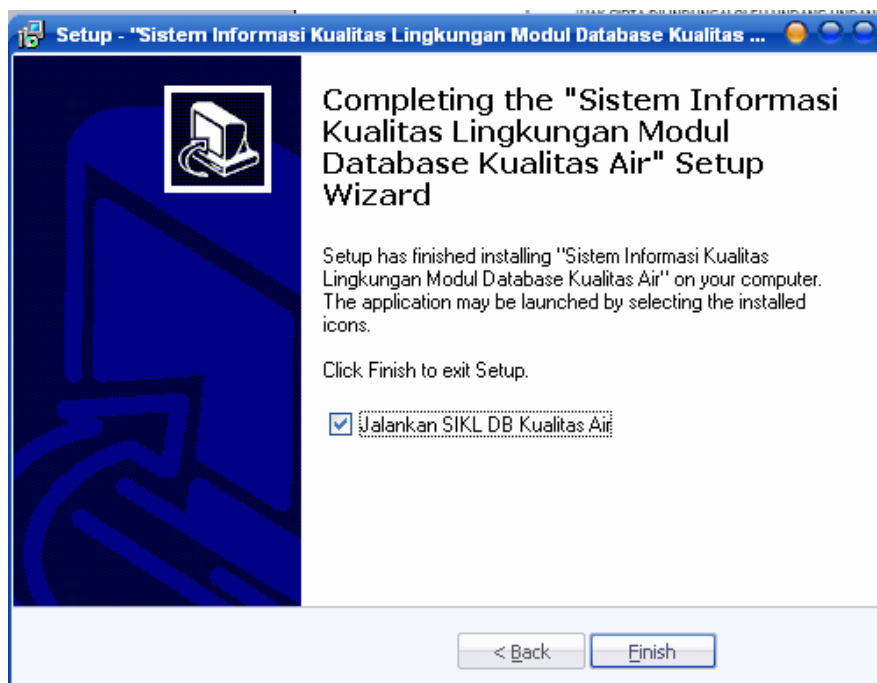 Setup - "Sistem Informasi Kualitas Lingkungan Modul Database Kualitas ...
Completing the "Sistem Informasi
Kualitas Lingkungan Modul
Database Kualitas Air" Setup
Wizard
Setup has finished installing "Sistem Informasi Kualitas
Lingkungan Modul Database Kualitas Air" on your computer.
The application may be launched by selecting the installed
icons.
Click Finish to exit Setup.
Jalankan SIKL DB Kualitas Air
< Back
Finish